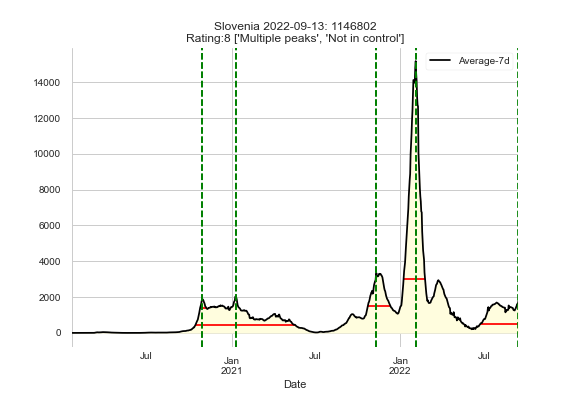 Slovenia 2022-09-13: 1146802
Rating:8 ['Multiple peaks', 'Not in control']
Average-7d
14000
12000
10000
8000
6000
4000
2000
0
Jul
Jan
2021
Jul
Jan
2022
Jul
Date